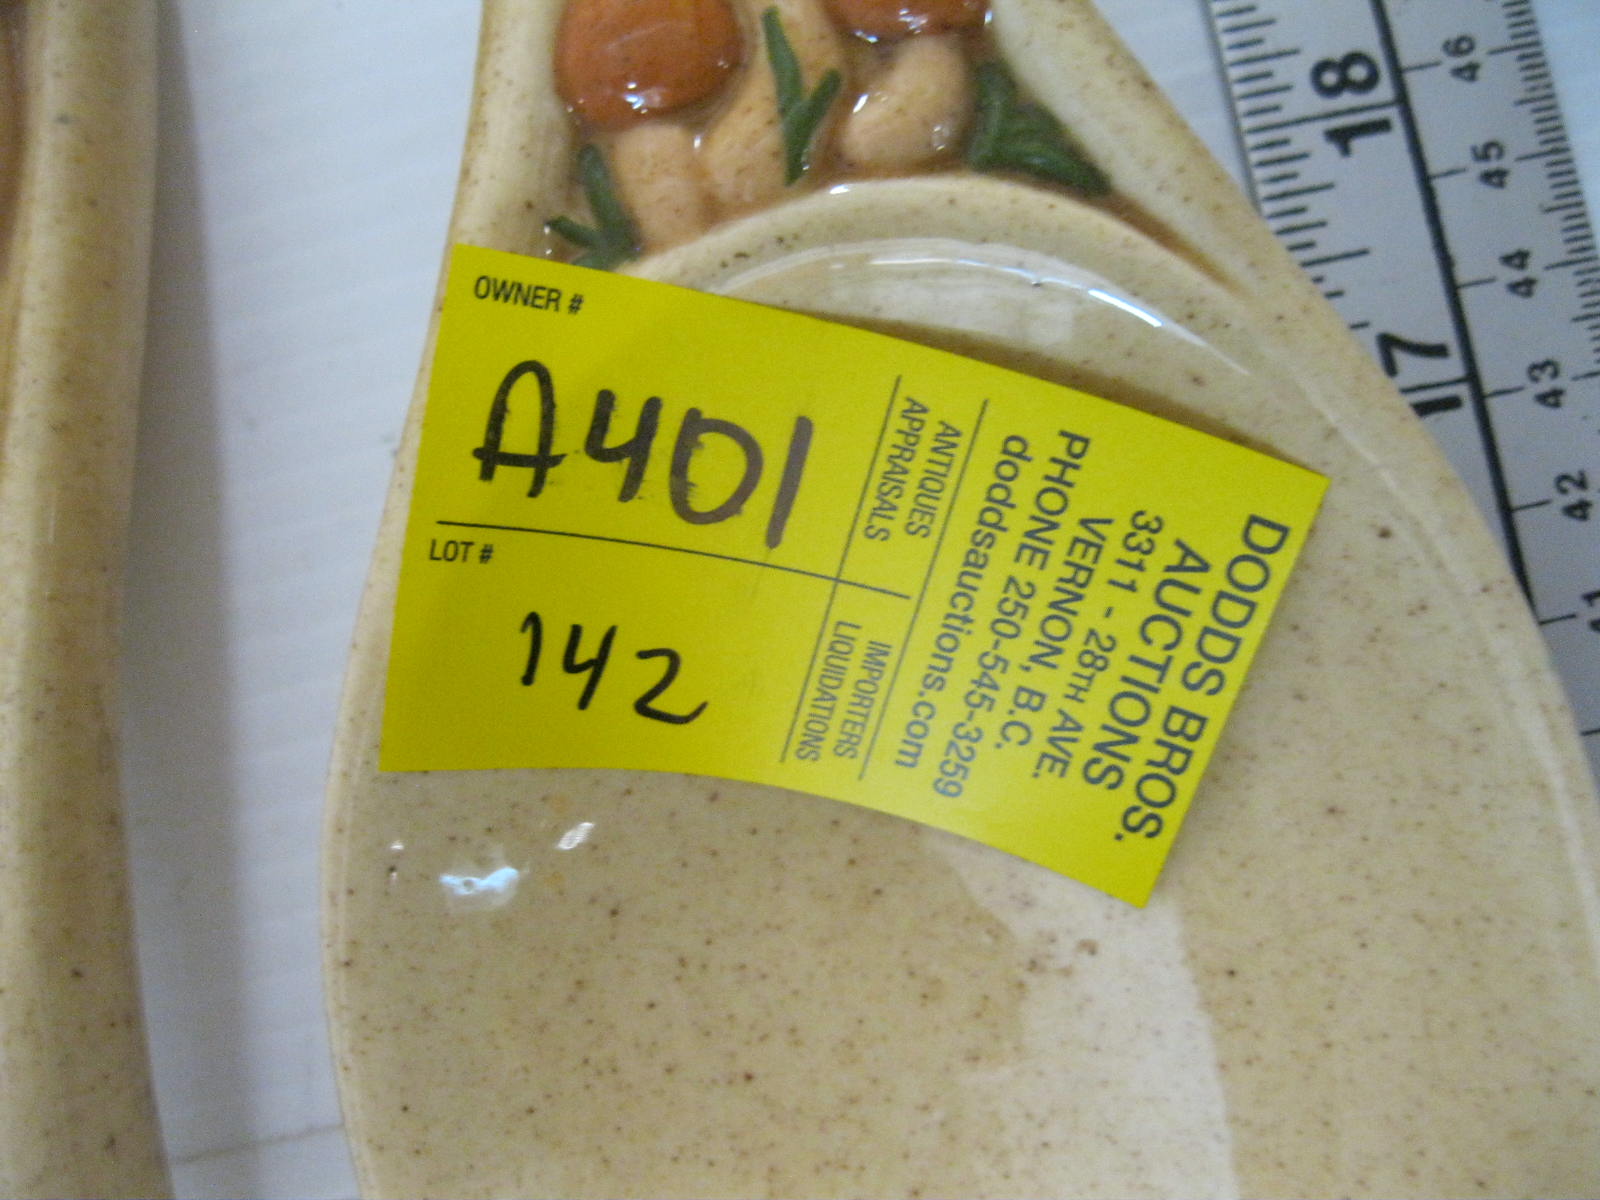 OWNER #
A401
LOT #
142
ANTIQUES
APPRAISALS
IMPORTERS
LIQUIDATIONS
DODDS BROS.
AUCTIONS
3311 - 28TH AVE.
VERNON, B.C.
PHONE 250-545-3259
doddsauctions.com
18
17
46
45
44
43
42
41